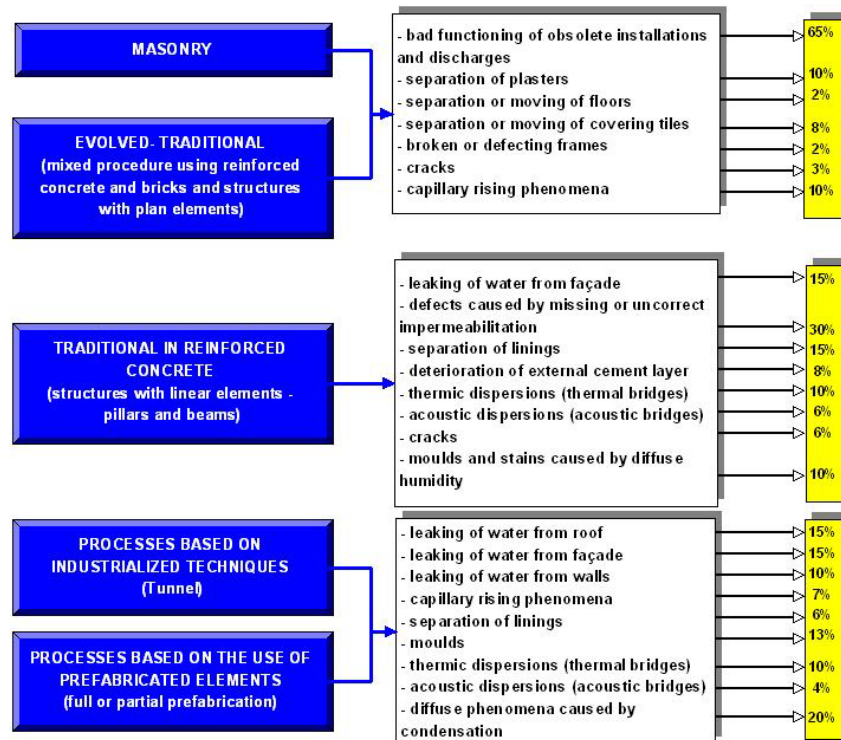 MASONRY
EVOLVED- TRADITIONAL
(mixed procedure using reinforced
concrete and bricks and structures
with plan elements)
- bad functioning of obsolete installations
and discharges
- separation of plasters
- separation or moving of floors
- separation or moving of covering tiles
- broken or defecting frames
- cracks
- capillary rising phenomena
65%
10%
2%
8%
2%
3%
10%
TRADITIONAL IN REINFORCED
CONCRETE
(structures with linear elements -
pillars and beams)
- leaking of water from façade
- defects caused by missing or uncorrect
impermeabilitation
- separation of linings
- deterioration of external cement layer
- thermic dispersions (thermal bridges)
- acoustic dispersions (acoustic bridges)
- cracks
- moulds and stains caused by diffuse
humidity
15%
30%
15%
8%
10%
6%
6%
10%
PROCESSES BASED ON
INDUSTRIALIZED TECHNIQUES
(Tunnel)
PROCESSES BASED ON THE USE OF
PREFABRICATED ELEMENTS
(full or partial prefabrication)
- leaking of water from roof
- leaking of water from façade
- leaking of water from walls
- capillary rising phenomena
- separation of linings
- moulds
- thermic dispersions (thermal bridges)
- acoustic dispersions (acoustic bridges)
- diffuse phenomena caused by
condensation
15%
15%
10%
7%
6%
13%
10%
4%
20%